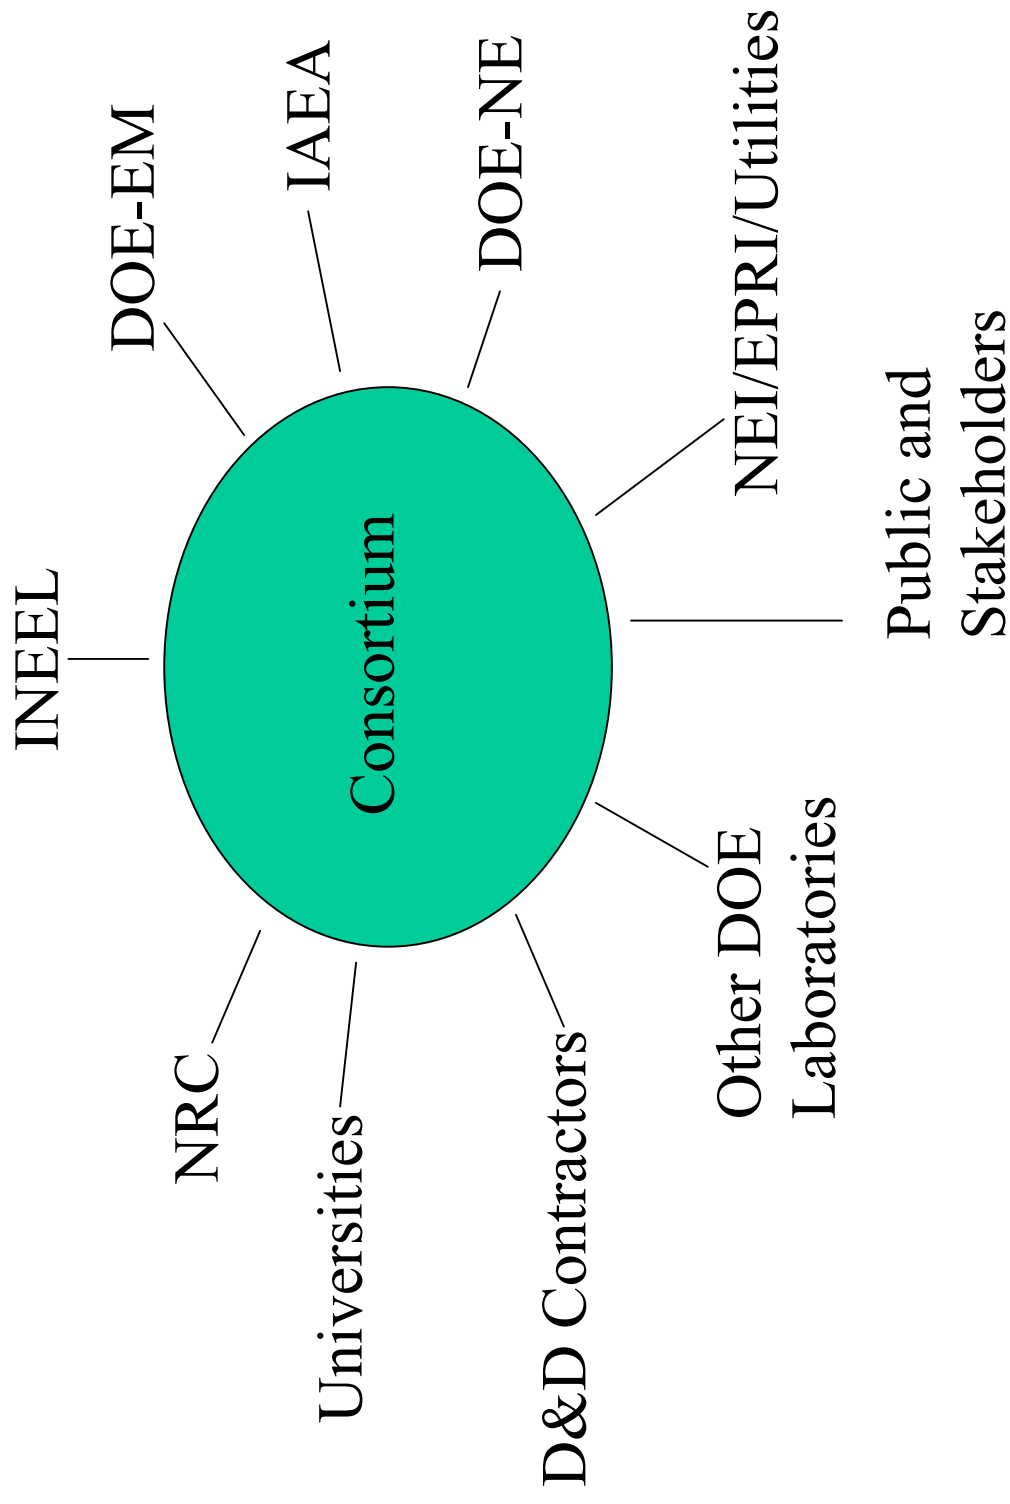 INEEL
NRC
DOE-EM
Universities
IAEA
Consortium
D&D Contractors
DOE-NE
Other DOE
Laboratories
NEI/EPRI/Utilities
Public and
Stakeholders